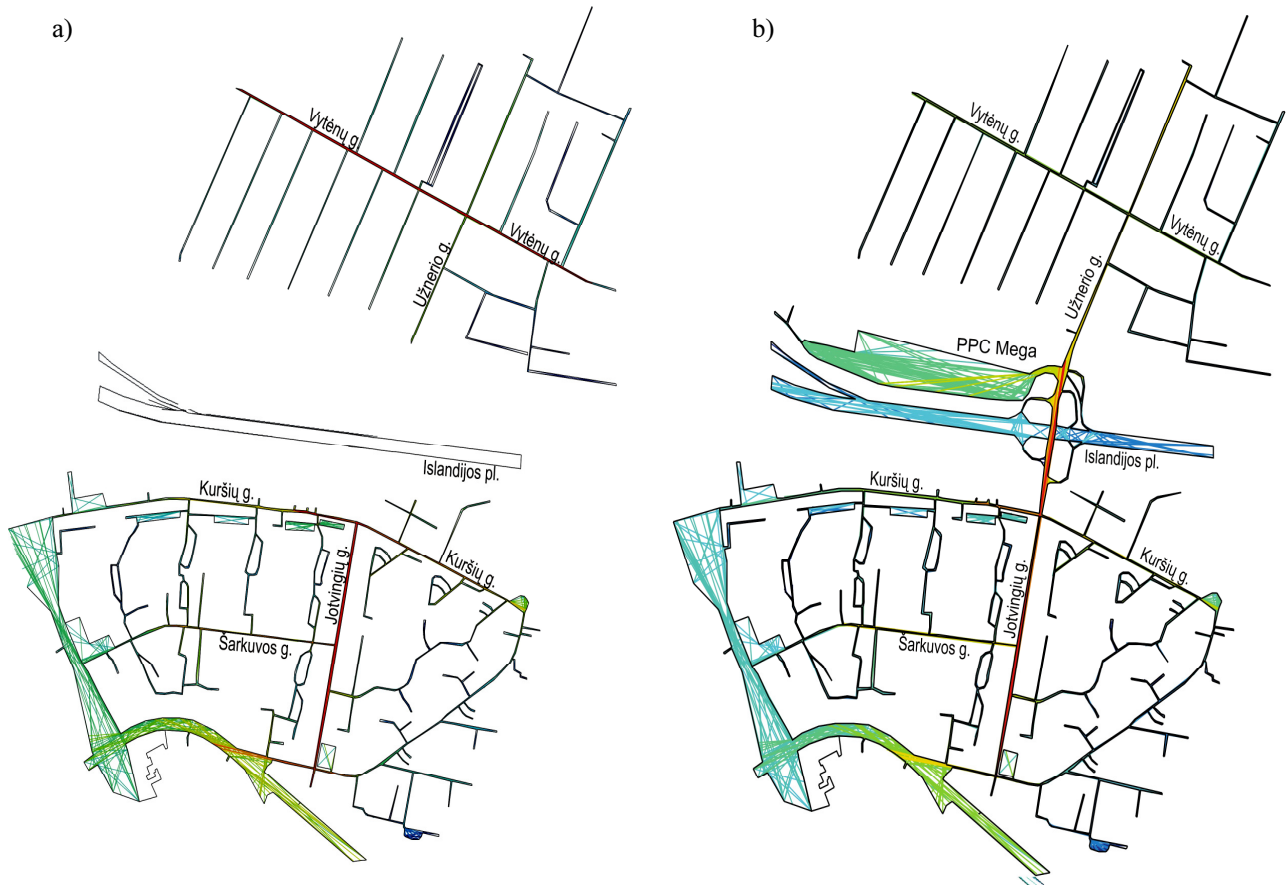 a)
Vytėnų g.
Vytėnų g.
Užnerio g.
Islandijos pl.
Kuršių g.
Kuršių g.
Jotvingių g.
Šarkuvos g.
b)
Vytėnų g.
Vytėnų g.
Užnerio g.
PPC Mega
Islandijos pl.
Kuršių g.
Kuršių g.
Jotvingių g.
Šarkuvos g.